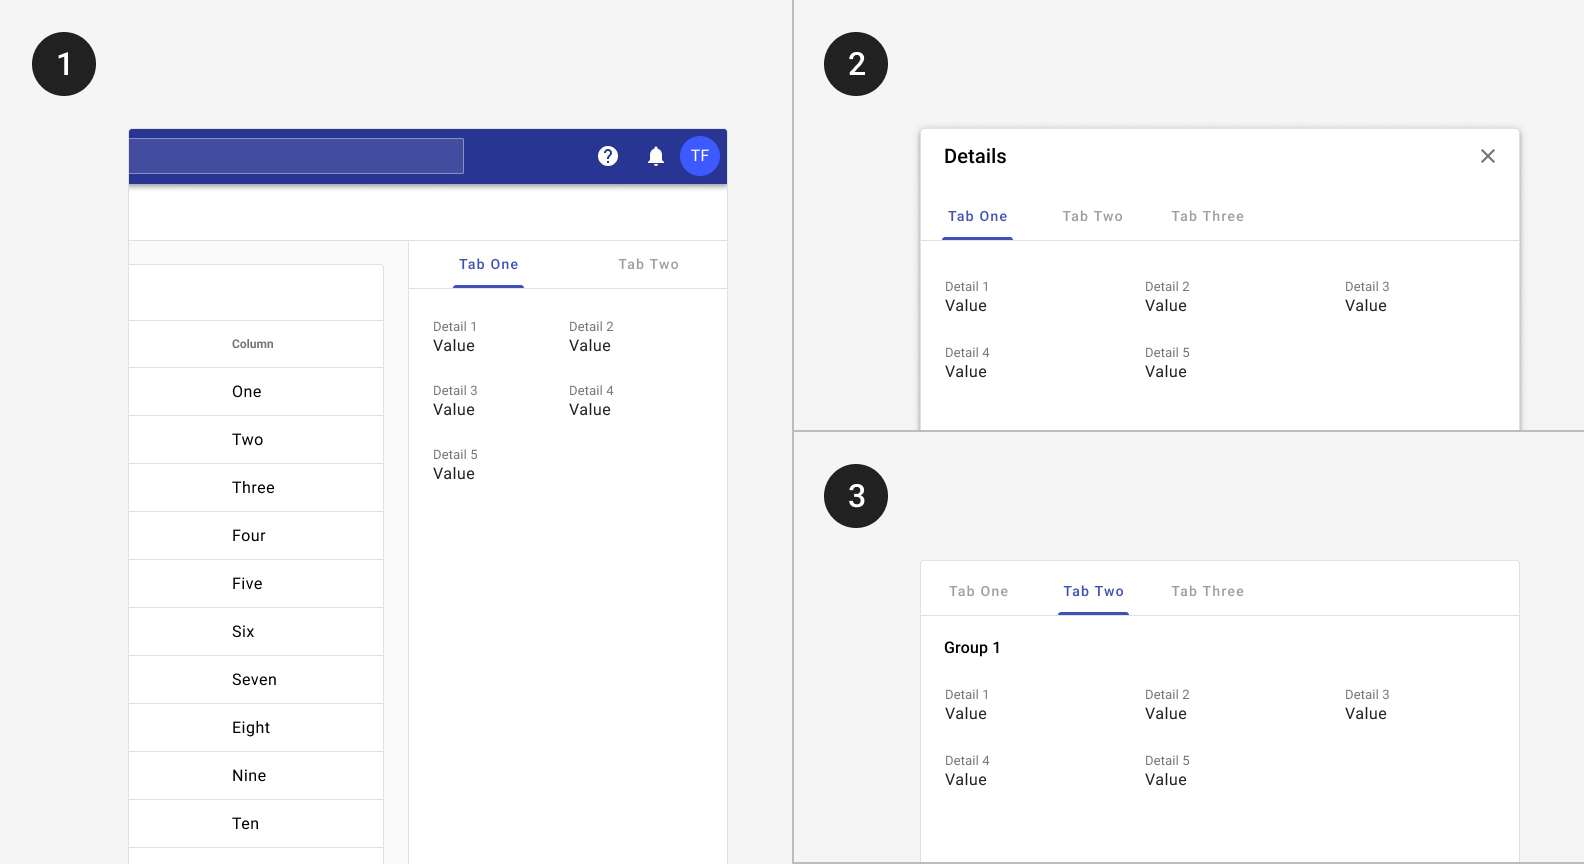 1
TF
Tab One Tab Two
Column
One
Two
Three
Four
Five
Six
Seven
Eight
Nine
Ten
Detail 1 Detail 2
Value Value
Detail 3 Detail 4
Value Value
Detail 5
Value
2
Details
Tab One Tab Two Tab Three
Detail 1 Detail 2 Detail 3
Value Value Value
Detail 4 Detail 5
Value Value
3
Tab One Tab Two Tab Three
Group 1
Detail 1 Detail 2 Detail 3
Value Value Value
Detail 4 Detail 5
Value Value